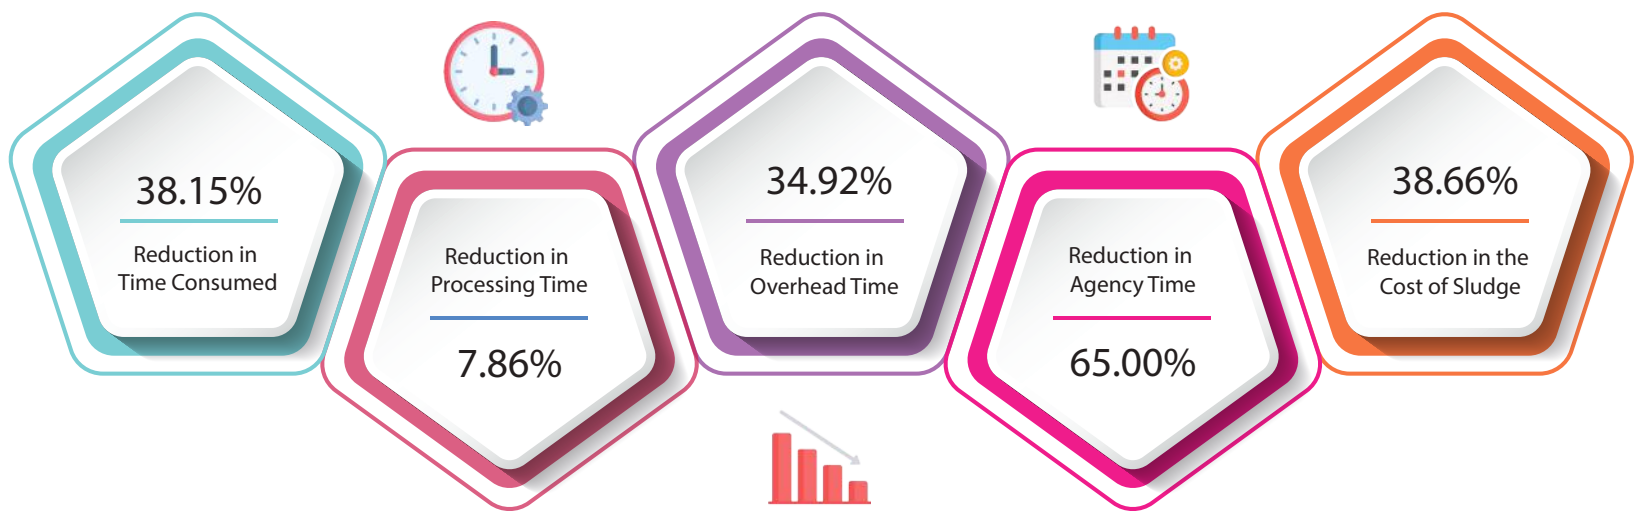 38.15%
Reduction in
Time Consumed
Reduction in
Processing Time
7.86%
34.92%
Reduction in
Overhead Time
Reduction in
Agency Time
65.00%
38.66%
Reduction in the
Cost of Sludge